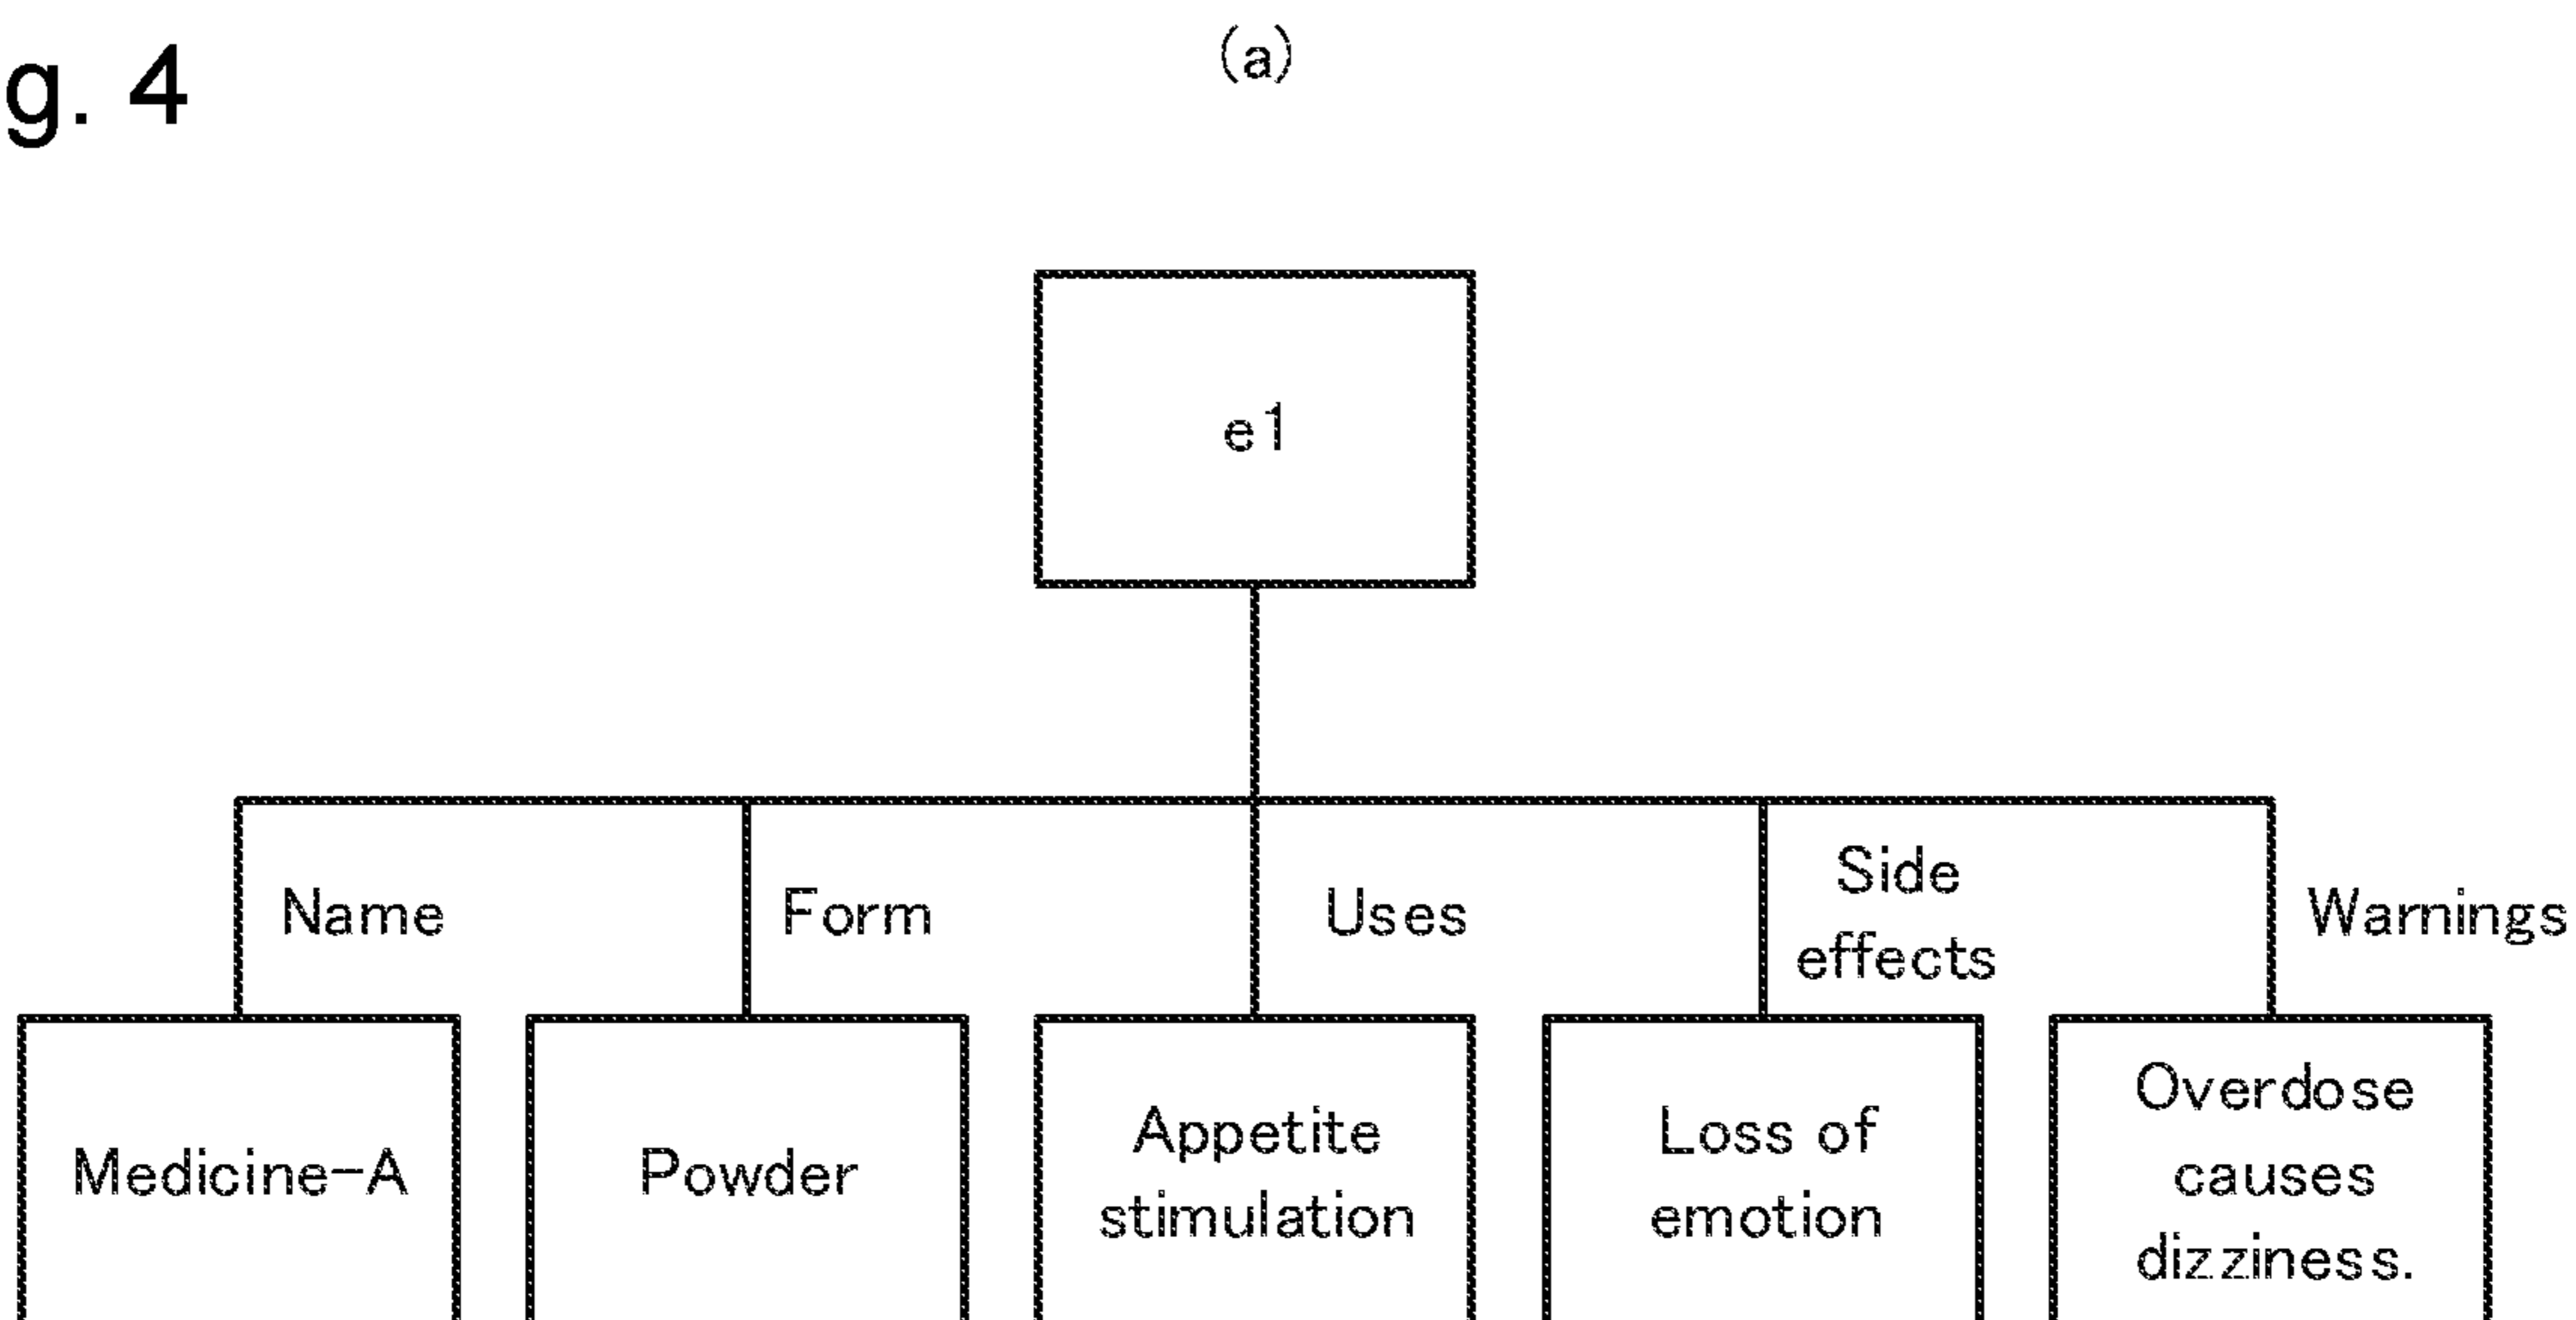 g. 4
(a)
e1
Name
Form
Uses
Side
effects
Warnings
Medicine-A
Powder
Appetite
stimulation
Loss of
emotion
Overdose
causes
dizziness.